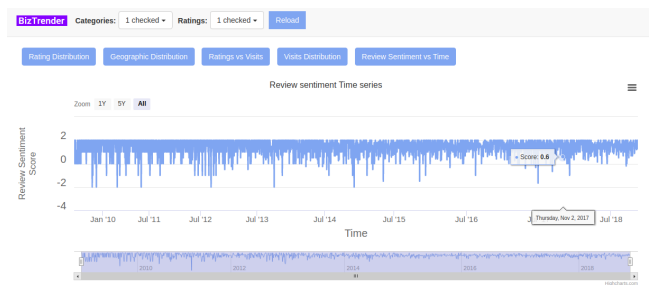 BizTrender Categories: 1 checked Ratings: 1 checked Reload
Rating Distribution Geographic Distribution Ratings vs Visits Visits Distribution Review Sentiment vs Time
Review sentiment Time series
Zoom 1Y 5Y All
Review Sentiment
Score
2
0
-2
-4
Score: 0.6
Jan '10 Jul '11 Jul '12 Jul '13 Jul '14 Jul '15 Jul '16 Jul '18
Thursday, Nov 2, 2017
Time
2010 2012 2014 2016 2018
Highcharts.com